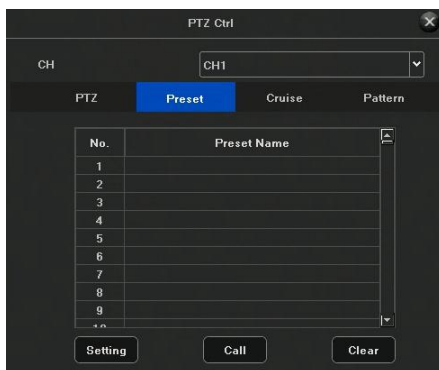 PTZ Ctrl
CH CH1
PTZ Preset Cruise Pattern
No. Preset Name
1
2
3
4
5
6
7
8
9
10
Setting Call Clear